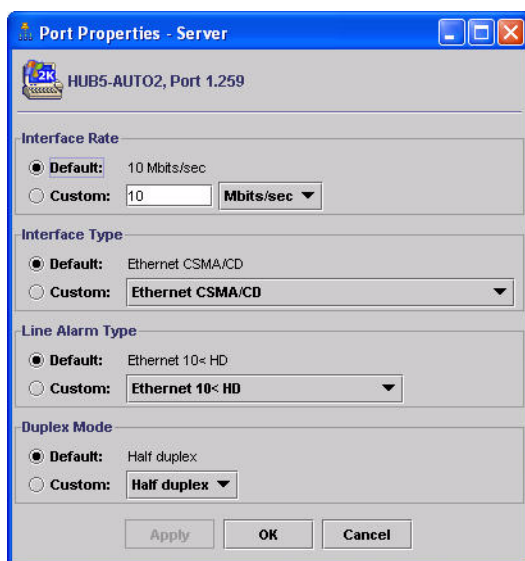 Port Properties - Server
2K
HUB5-AUTO2, Port 1.259
Interface Rate
Default: 10 Mbits/sec
Custom: 10 Mbits/sec
Interface Type
Default: Ethernet CSMA/CD
Custom: Ethernet CSMA/CD
Line Alarm Type
Default: Ethernet 10< HD
Custom: Ethernet 10< HD
Duplex Mode
Default: Half duplex
Custom: Half duplex
Apply OK Cancel